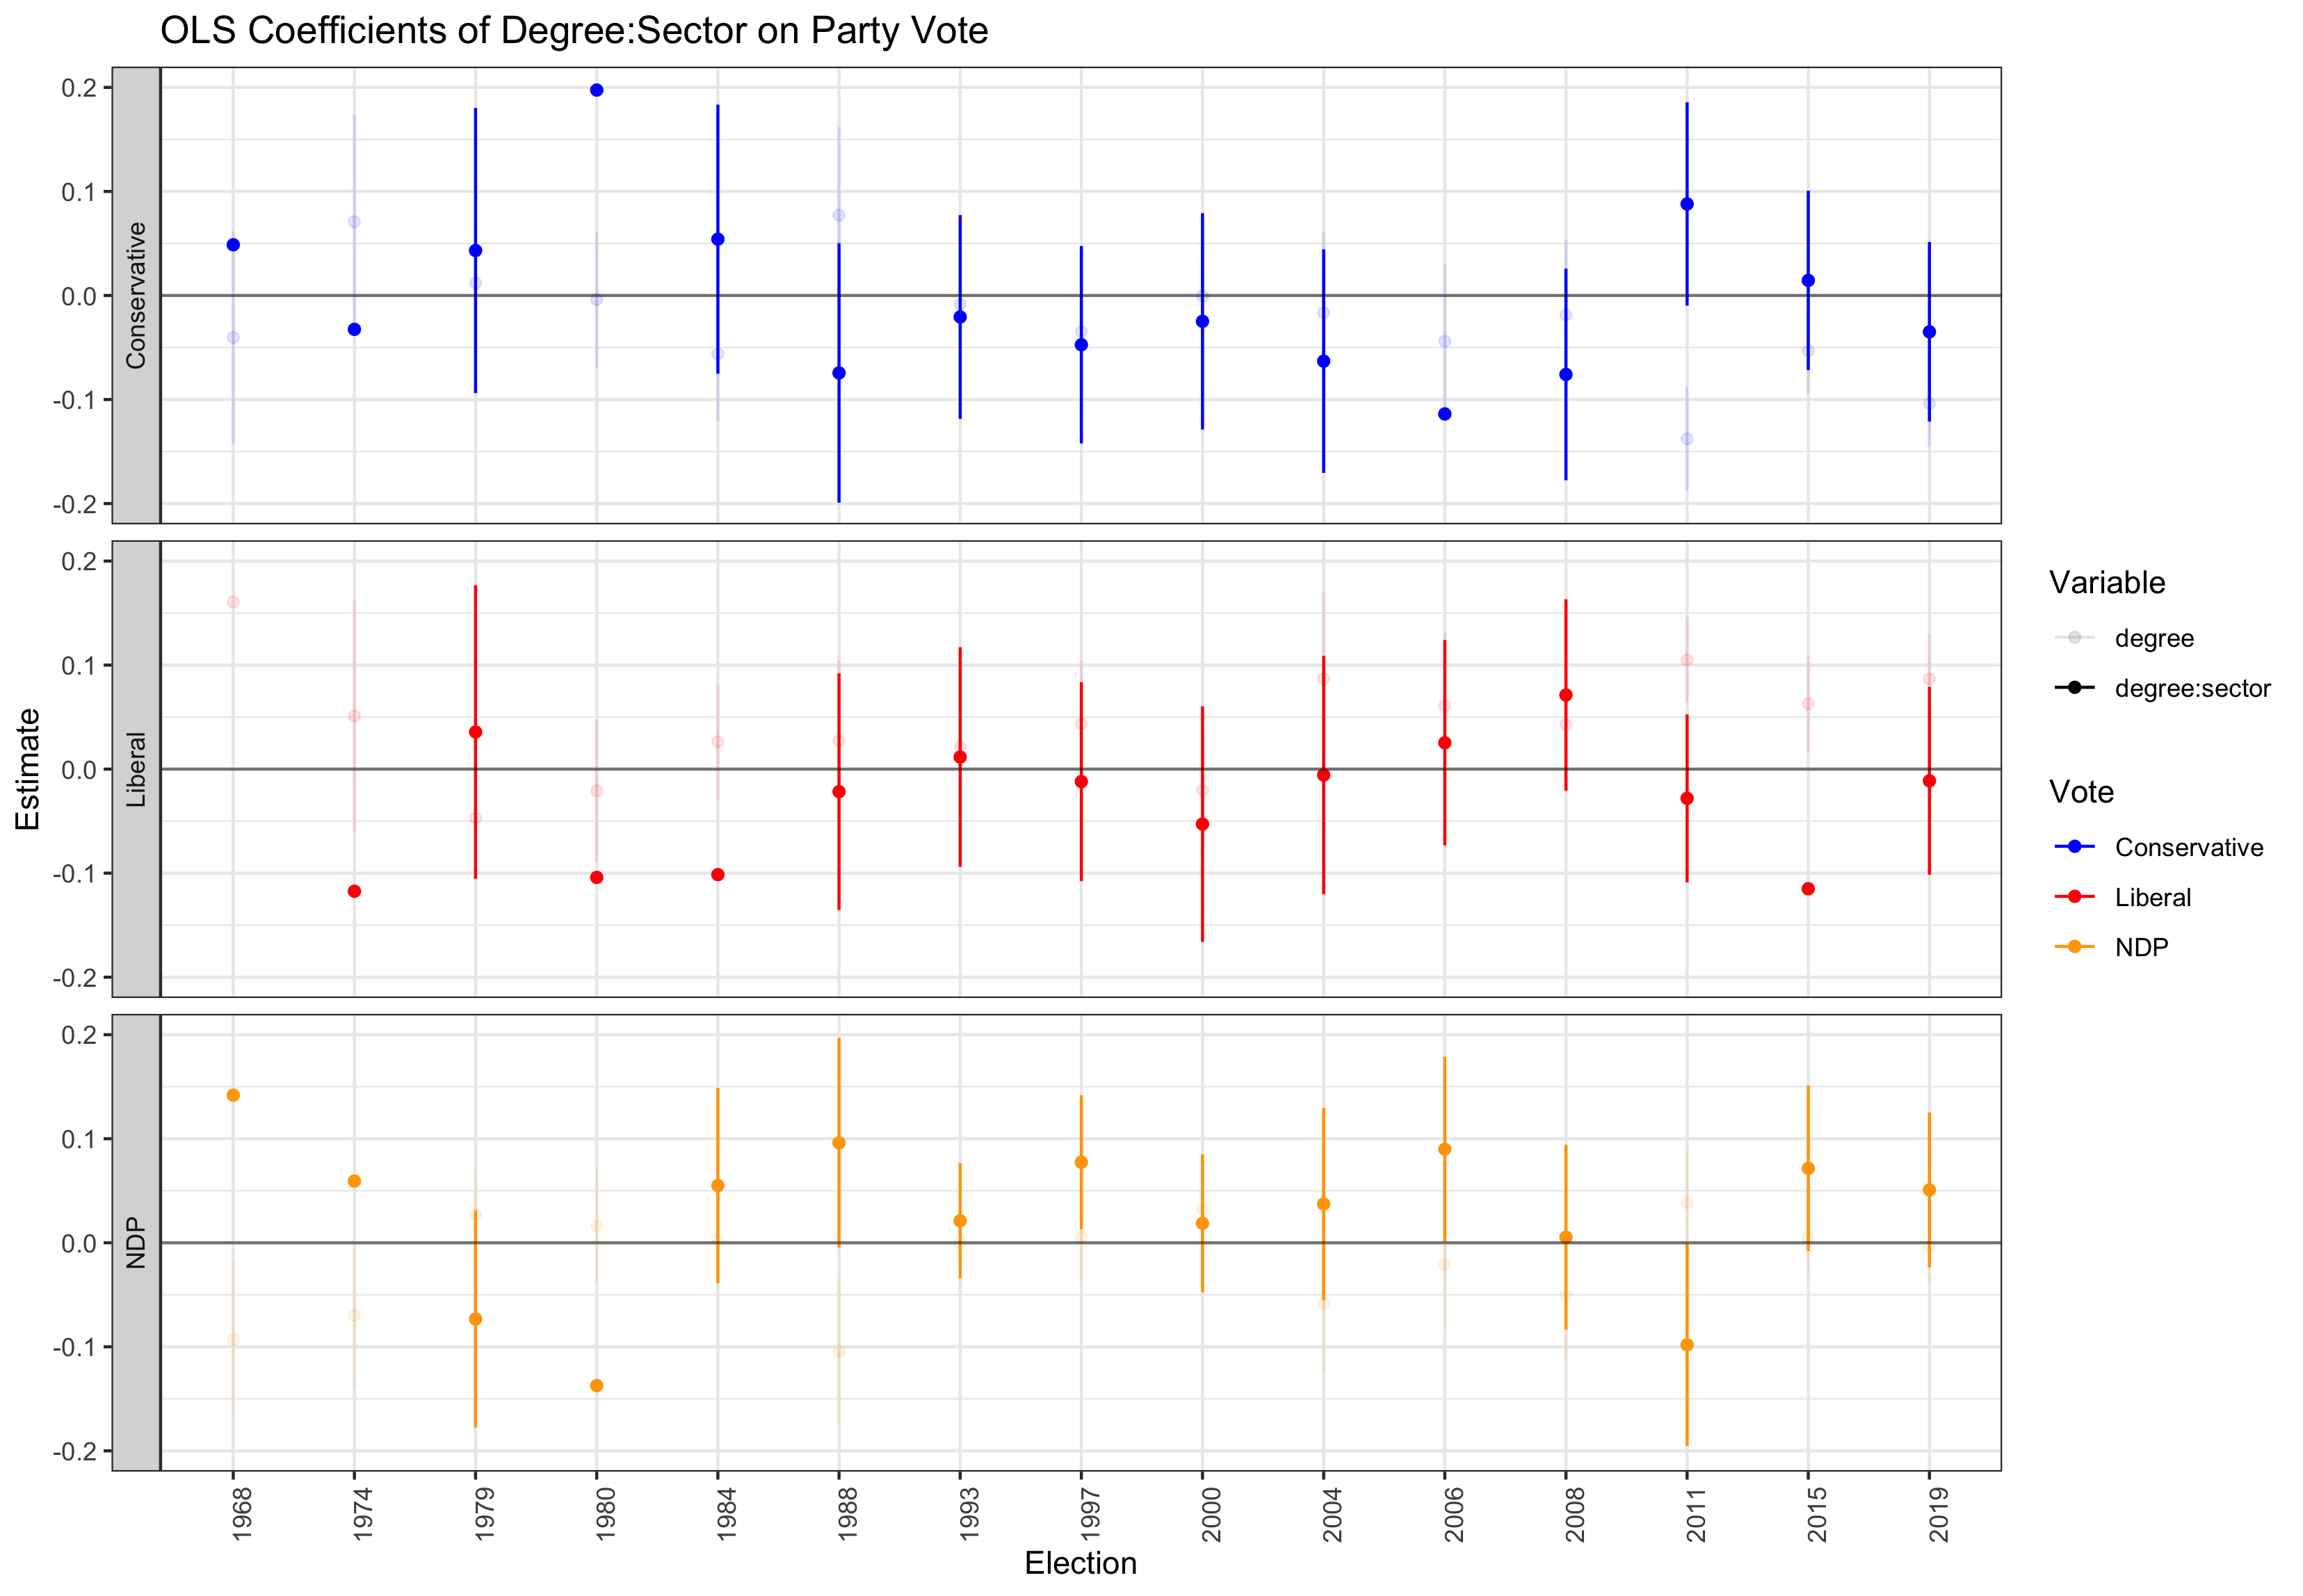 OLS Coefficients of Degree:Sector on Party Vote
Estimate
Conservative
0.2
0.1
0.0
-0.1
-0.2
Liberal
0.2
0.1
0.0
-0.1
-0.2
NDP
0.2
0.1
0.0
-0.1
-0.2
1968
1974
1979
1980
1984
1988
1993
1997
2000
2004
2006
2008
2011
2015
2019
Election
Variable
degree
degree:sector
Vote
Conservative
Liberal
NDP